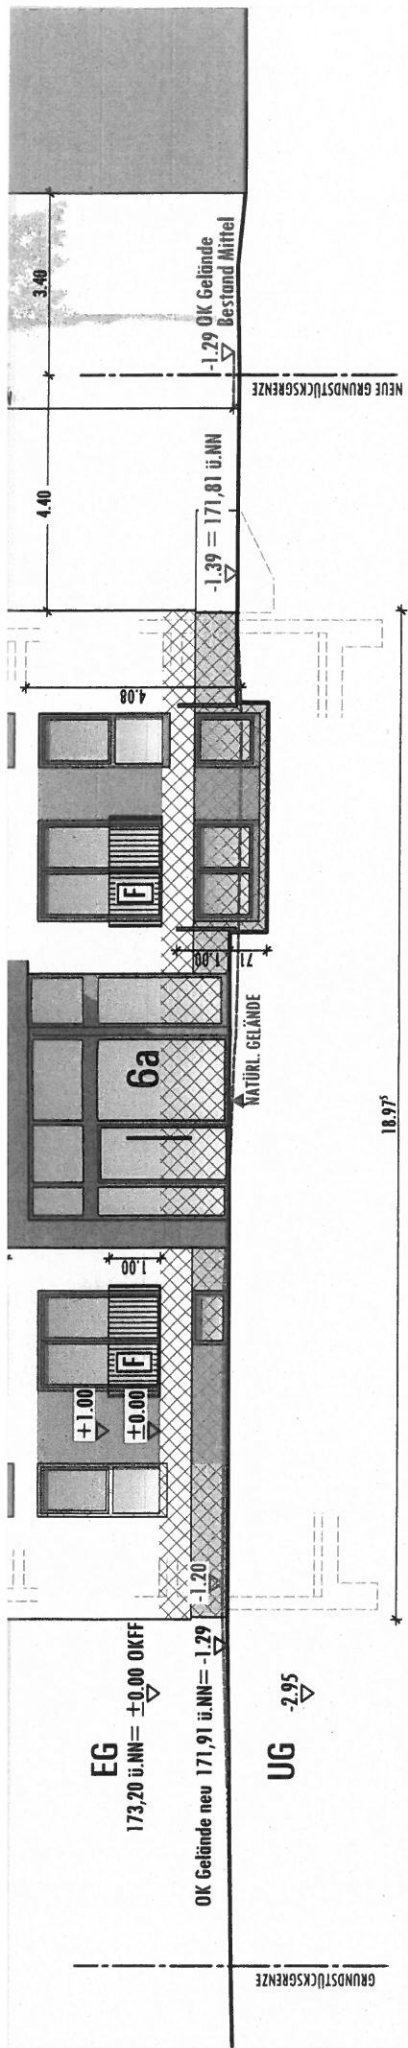 EG
173,20 ü.NN= ±0.00 OKFF
OK Gelände neu 171,91 ü.NN= -1.29
UG
-2.95
GRUNDSTÜCKSGRENZE
-1.20
+1.00
±0.00
F
1.00
6a
NATÜRL. GELÄNDE
1.00
71
F
4.08
18.97⁵
-1.39 = 171,81 ü.NN
4.40
3.40
-1.29 OK Gelände
Bestand Mittel
NEUE GRUNDSTÜCKSGRENZE